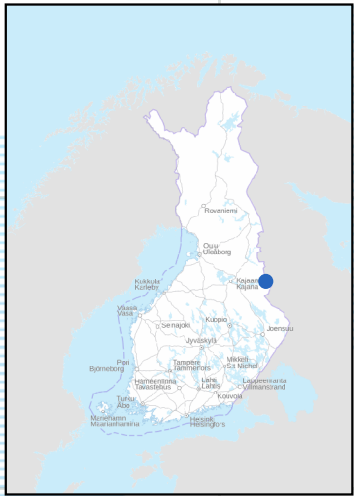 Rovaniemi
Oulu
Uleåborg
Kajaani
Kajana
Kokkola
Karleby
Vaasa
Vasa
Kuopio
Seinäjoki
Joensuu
Jyväskylä
Mikkeli
S:t Michel
Pori
Björneborg
Tampere
Tammerfors
Hämeenlinna
Tavastehus
Lahti
Lahtis
Lappeenranta
Villmanstrand
Kouvola
Turku
Åbo
Helsinki
Helsingfors
Maarianhamina